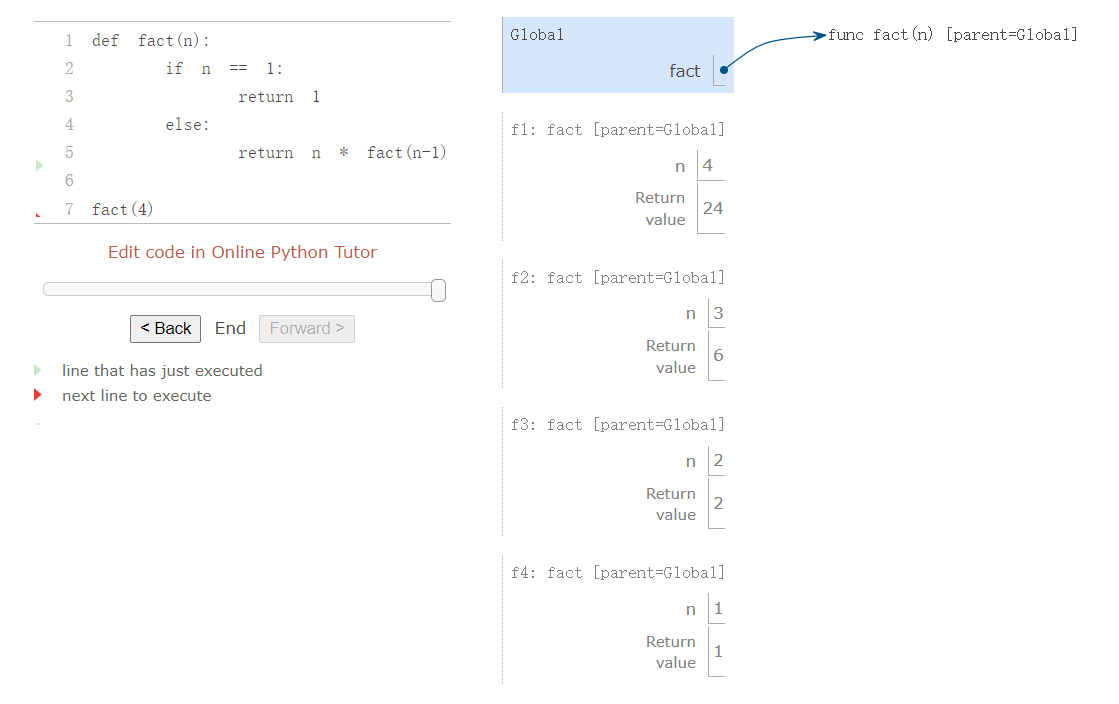 1 def fact(n):
2 if n == 1:
3 return 1
4 else:
5 return n * fact(n-1)
6
7 fact(4)
Edit code in Online Python Tutor
< Back End Forward >
line that has just executed
next line to execute
Global
fact
func fact(n) [parent=Global]
f1: fact [parent=Global]
n 4
Return
value 24
f2: fact [parent=Global]
n 3
Return
value 6
f3: fact [parent=Global]
n 2
Return
value 2
f4: fact [parent=Global]
n 1
Return
value 1